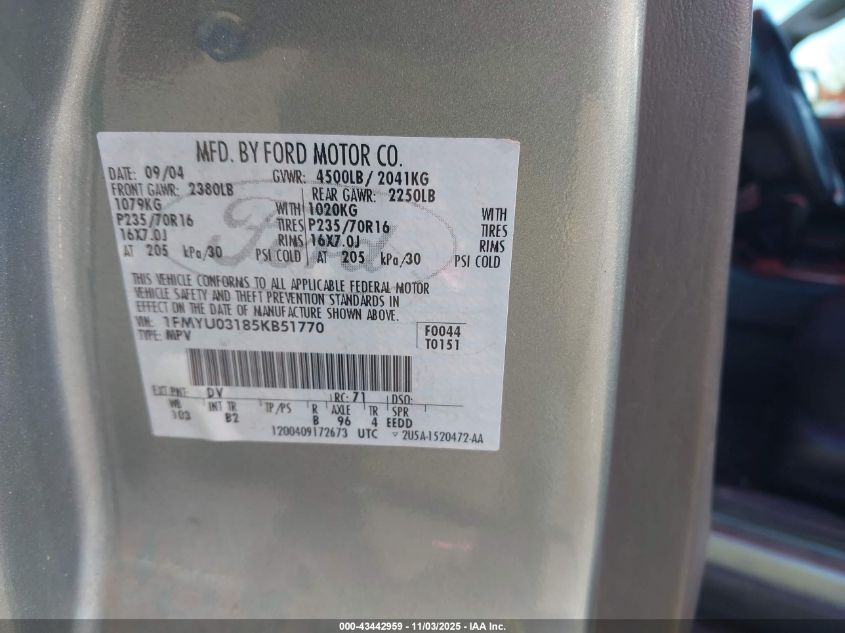 MFD. BY FORD MOTOR CO.
DATE: 09/04 GVWR: 4500LB/ 2041KG
FRONT GAWR: 2380LB REAR GAWR: 2250LB
1079KG WITH 1020KG WITH
P235/70R16 TIRES P235/70R16 TIRES
16X7.0J RIMS 16X7.0J RIMS
AT 205 kPa/30 PSI COLD AT 205 kPa/30 PSI COLD
Ford
THIS VEHICLE CONFORMS TO ALL APPLICABLE FEDERAL MOTOR
VEHICLE SAFETY AND THEFT PREVENTION STANDARDS IN
EFFECT ON THE DATE OF MANUFACTURE SHOWN ABOVE.
VIN: 1FMYU03185KB51770 F0044
TYPE: MPV T0151
EXT PNT: DV RC: 71 DSO:
WB INT TR TP/PS R AXLE TR SPR
103 B2 B 96 4 EEDD
1200409172673 UTC 2U5A-1520472-AA
000-43442959 - 11/03/2025 - IAA Inc.